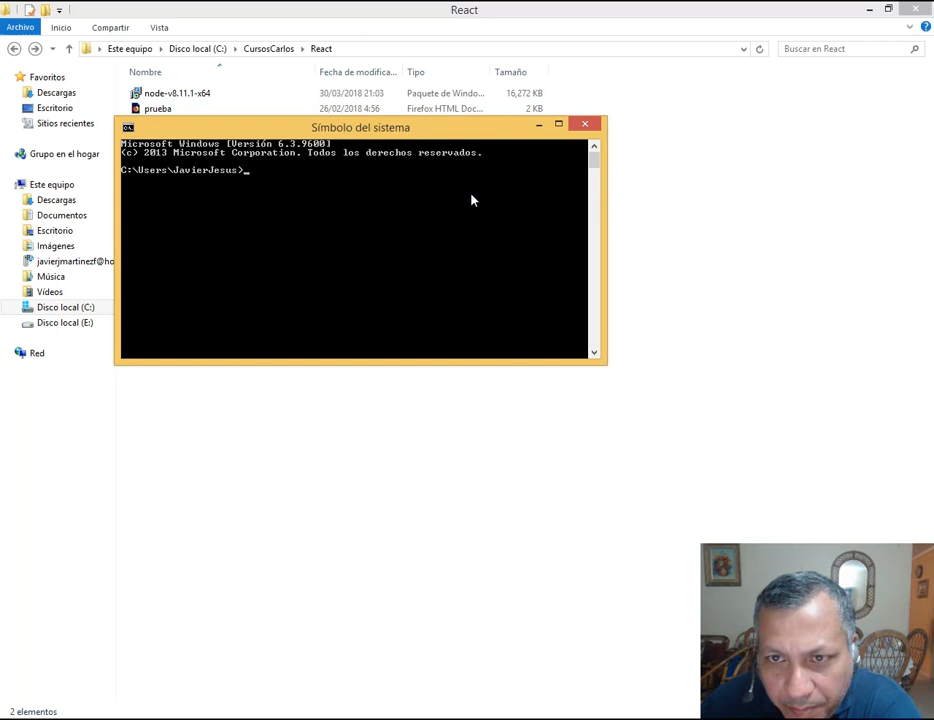 React
Archivo Inicio Compartir Vista
Este equipo Disco local (C:) CursosCarlos React
Buscar en React
Nombre Fecha de modifica... Tipo Tamaño
node-v8.11.1-x64 30/03/2018 21:03 Paquete de Windo... 16,272 KB
prueba 26/02/2018 4:56 Firefox HTML Doc... 2 KB
Favoritos
Descargas
Escritorio
Sitios recientes
Grupo en el hogar
Este equipo
Descargas
Documentos
Escritorio
Imágenes
javierjmartinezf@ho
Música
Vídeos
Disco local (C:)
Disco local (E:)
Red
Símbolo del sistema
Microsoft Windows [Versión 6.3.9600]
(c) 2013 Microsoft Corporation. Todos los derechos reservados.
C:\Users\JavierJesus>_
2 elementos